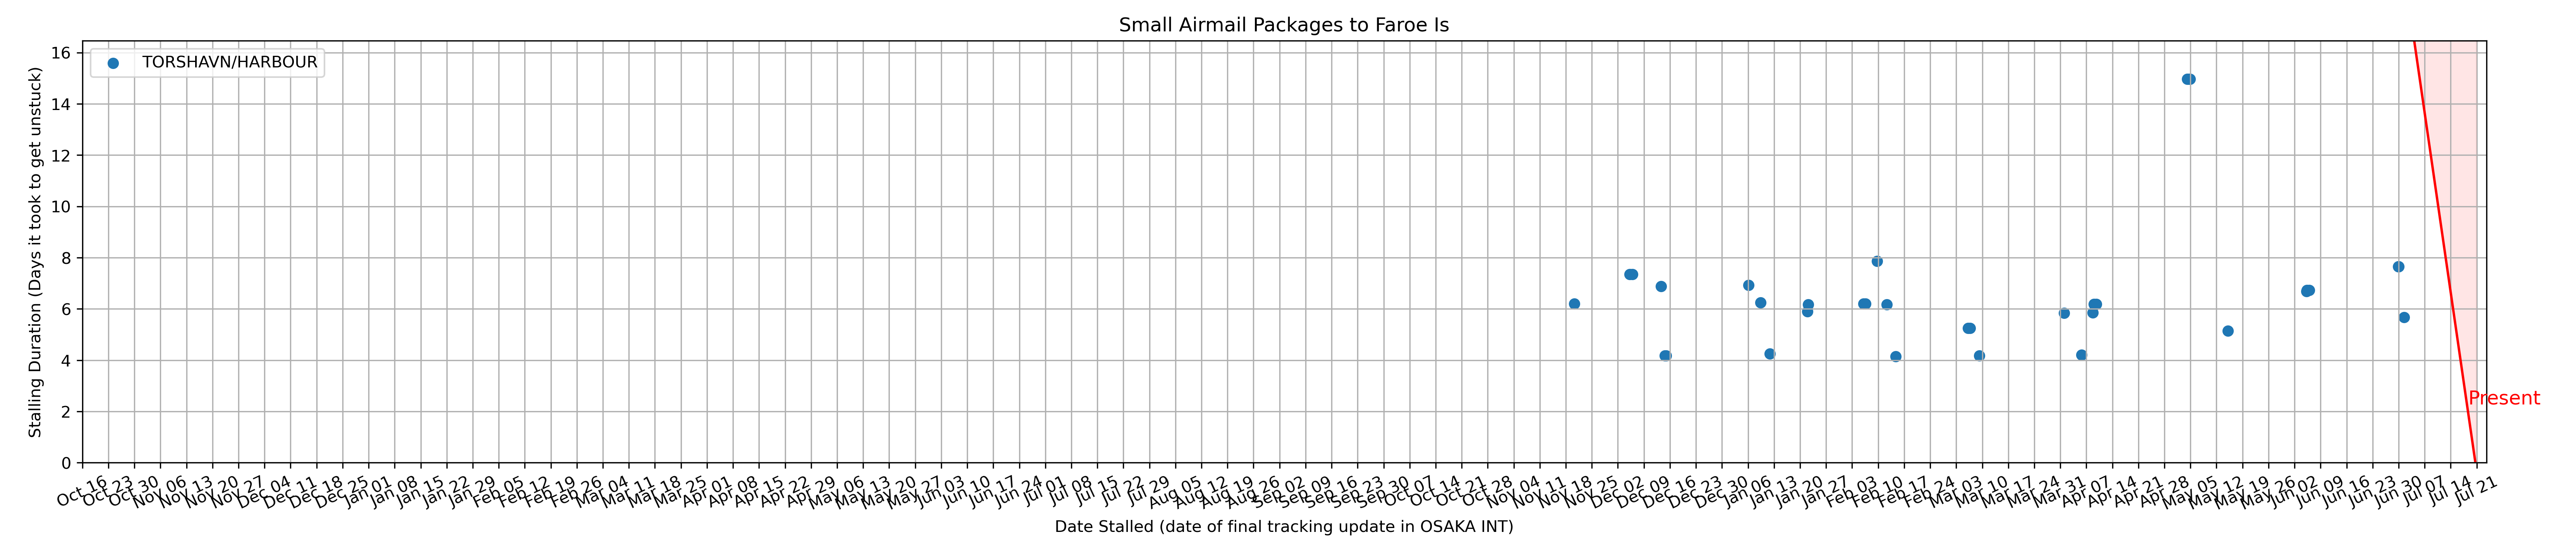 Small Airmail Packages to Faroe Is
TORSHAVN/HARBOUR
Stalling Duration (Days it took to get unstuck)
16
14
12
10
8
6
4
2
0
Present
Oct 16 Oct 23 Oct 30 Nov 06 Nov 13 Nov 20 Nov 27 Dec 04 Dec 11 Dec 18 Dec 25 Jan 01 Jan 08 Jan 15 Jan 22 Jan 29 Feb 05 Feb 12 Feb 19 Feb 26 Mar 04 Mar 11 Mar 18 Mar 25 Apr 01 Apr 08 Apr 15 Apr 22 Apr 29 May 06 May 13 May 20 May 27 Jun 03 Jun 10 Jun 17 Jun 24 Jul 01 Jul 08 Jul 15 Jul 22 Jul 29 Aug 05 Aug 12 Aug 19 Aug 26 Sep 02 Sep 09 Sep 16 Sep 23 Sep 30 Oct 07 Oct 14 Oct 21 Oct 28 Nov 04 Nov 11 Nov 18 Nov 25 Dec 02 Dec 09 Dec 16 Dec 23 Dec 30 Jan 06 Jan 13 Jan 20 Jan 27 Feb 03 Feb 10 Feb 17 Feb 24 Mar 03 Mar 10 Mar 17 Mar 24 Mar 31 Apr 07 Apr 14 Apr 21 Apr 28 May 05 May 12 May 19 May 26 Jun 02 Jun 09 Jun 16 Jun 23 Jun 30 Jul 07 Jul 14 Jul 21
Date Stalled (date of final tracking update in OSAKA INT)